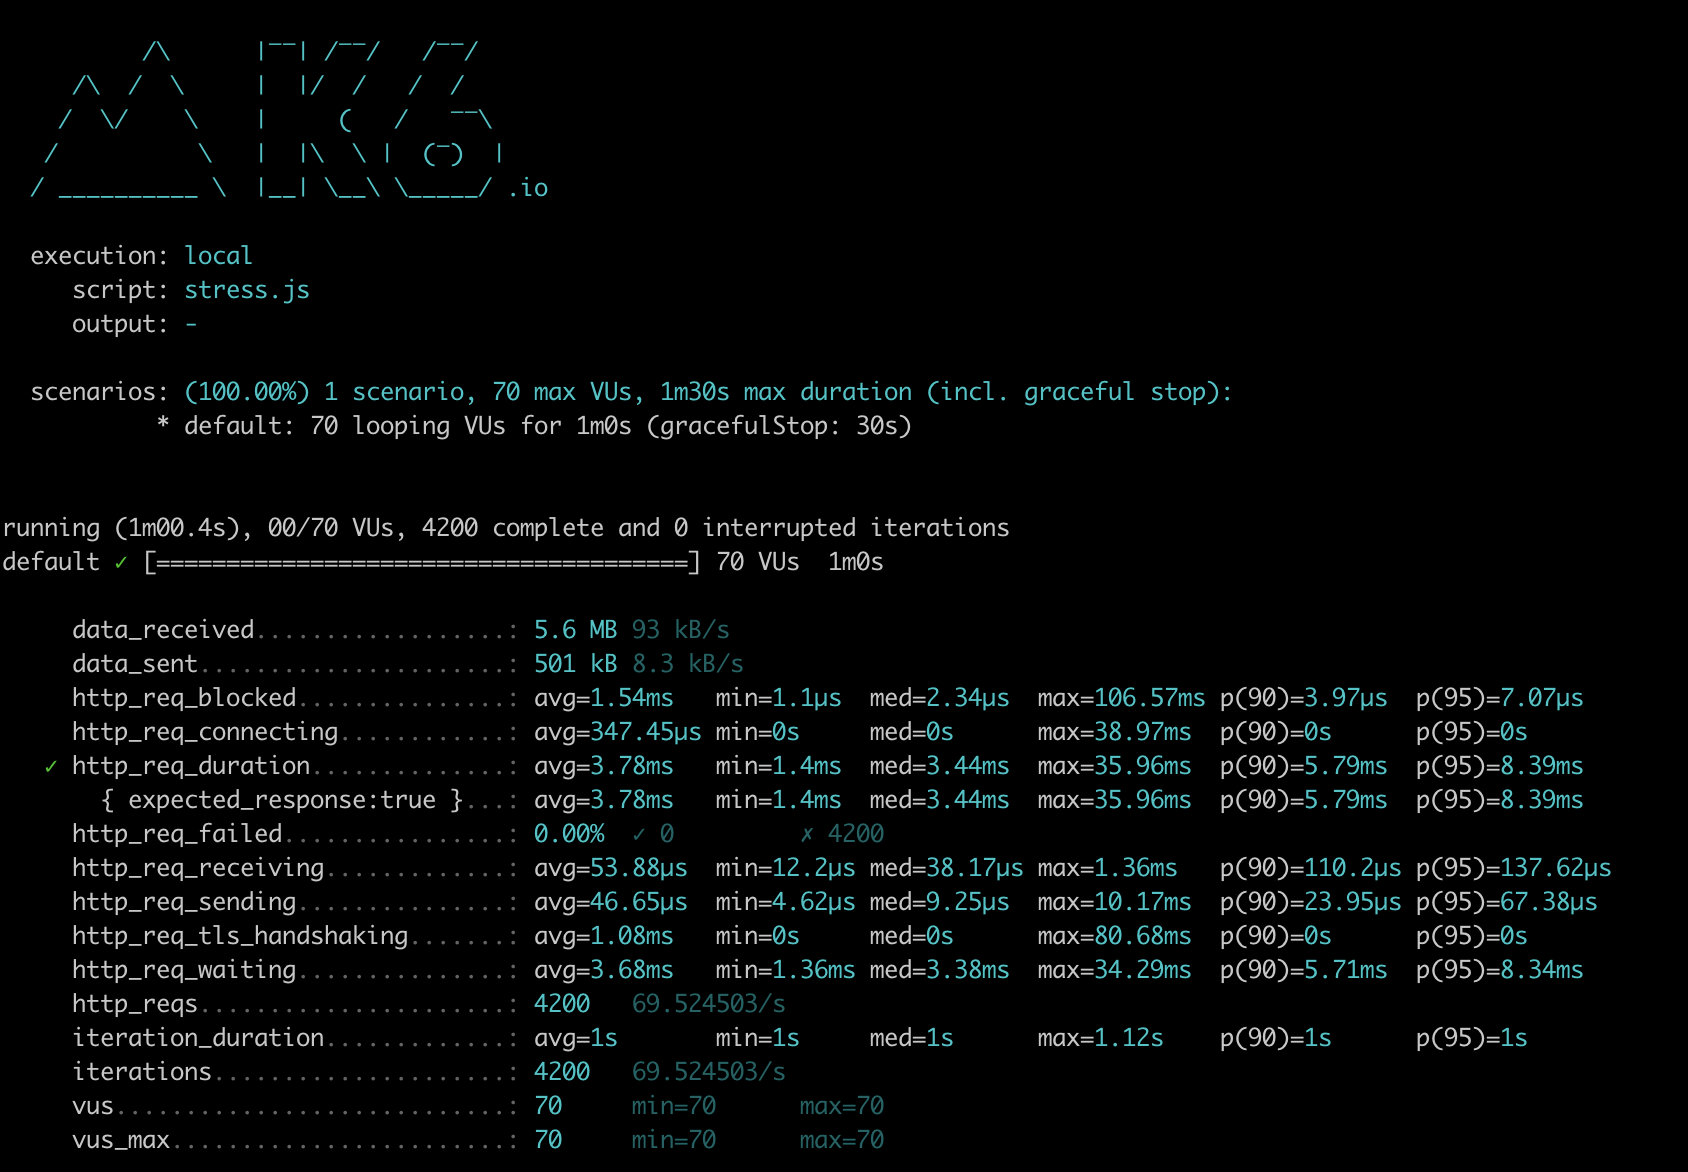 /\      |‾‾| /‾‾/   /‾‾/
     /\  /  \     |  |/  /   /  /
    /  \/    \    |     (   /   ‾‾\
   /          \   |  |\  \ |  (‾)  |
  / __________ \  |__| \__\ \_____/ .io

  execution: local
     script: stress.js
     output: -

  scenarios: (100.00%) 1 scenario, 70 max VUs, 1m30s max duration (incl. graceful stop):
           * default: 70 looping VUs for 1m0s (gracefulStop: 30s)


running (1m00.4s), 00/70 VUs, 4200 complete and 0 interrupted iterations
default ✓ [======================================] 70 VUs  1m0s

     data_received..................: 5.6 MB 93 kB/s
     data_sent......................: 501 kB 8.3 kB/s
     http_req_blocked...............: avg=1.54ms   min=1.1µs  med=2.34µs  max=106.57ms p(90)=3.97µs  p(95)=7.07µs
     http_req_connecting............: avg=347.45µs min=0s     med=0s      max=38.97ms  p(90)=0s      p(95)=0s
   ✓ http_req_duration..............: avg=3.78ms   min=1.4ms  med=3.44ms  max=35.96ms  p(90)=5.79ms  p(95)=8.39ms
       { expected_response:true }...: avg=3.78ms   min=1.4ms  med=3.44ms  max=35.96ms  p(90)=5.79ms  p(95)=8.39ms
     http_req_failed................: 0.00%  ✓ 0         ✗ 4200
     http_req_receiving.............: avg=53.88µs  min=12.2µs med=38.17µs max=1.36ms   p(90)=110.2µs p(95)=137.62µs
     http_req_sending...............: avg=46.65µs  min=4.62µs med=9.25µs  max=10.17ms  p(90)=23.95µs p(95)=67.38µs
     http_req_tls_handshaking.......: avg=1.08ms   min=0s     med=0s      max=80.68ms  p(90)=0s      p(95)=0s
     http_req_waiting...............: avg=3.68ms   min=1.36ms med=3.38ms  max=34.29ms  p(90)=5.71ms  p(95)=8.34ms
     http_reqs......................: 4200   69.524503/s
     iteration_duration.............: avg=1s       min=1s     med=1s      max=1.12s    p(90)=1s      p(95)=1s
     iterations.....................: 4200   69.524503/s
     vus............................: 70     min=70      max=70
     vus_max........................: 70     min=70      max=70